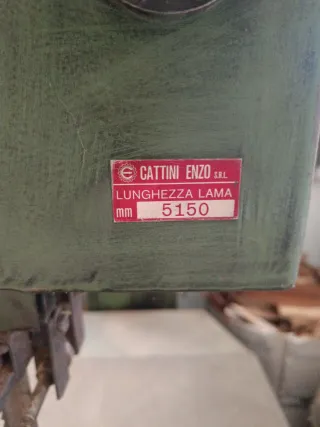 CATTINI ENZO S.R.L.
LUNGHEZZA LAMA
mm 5150